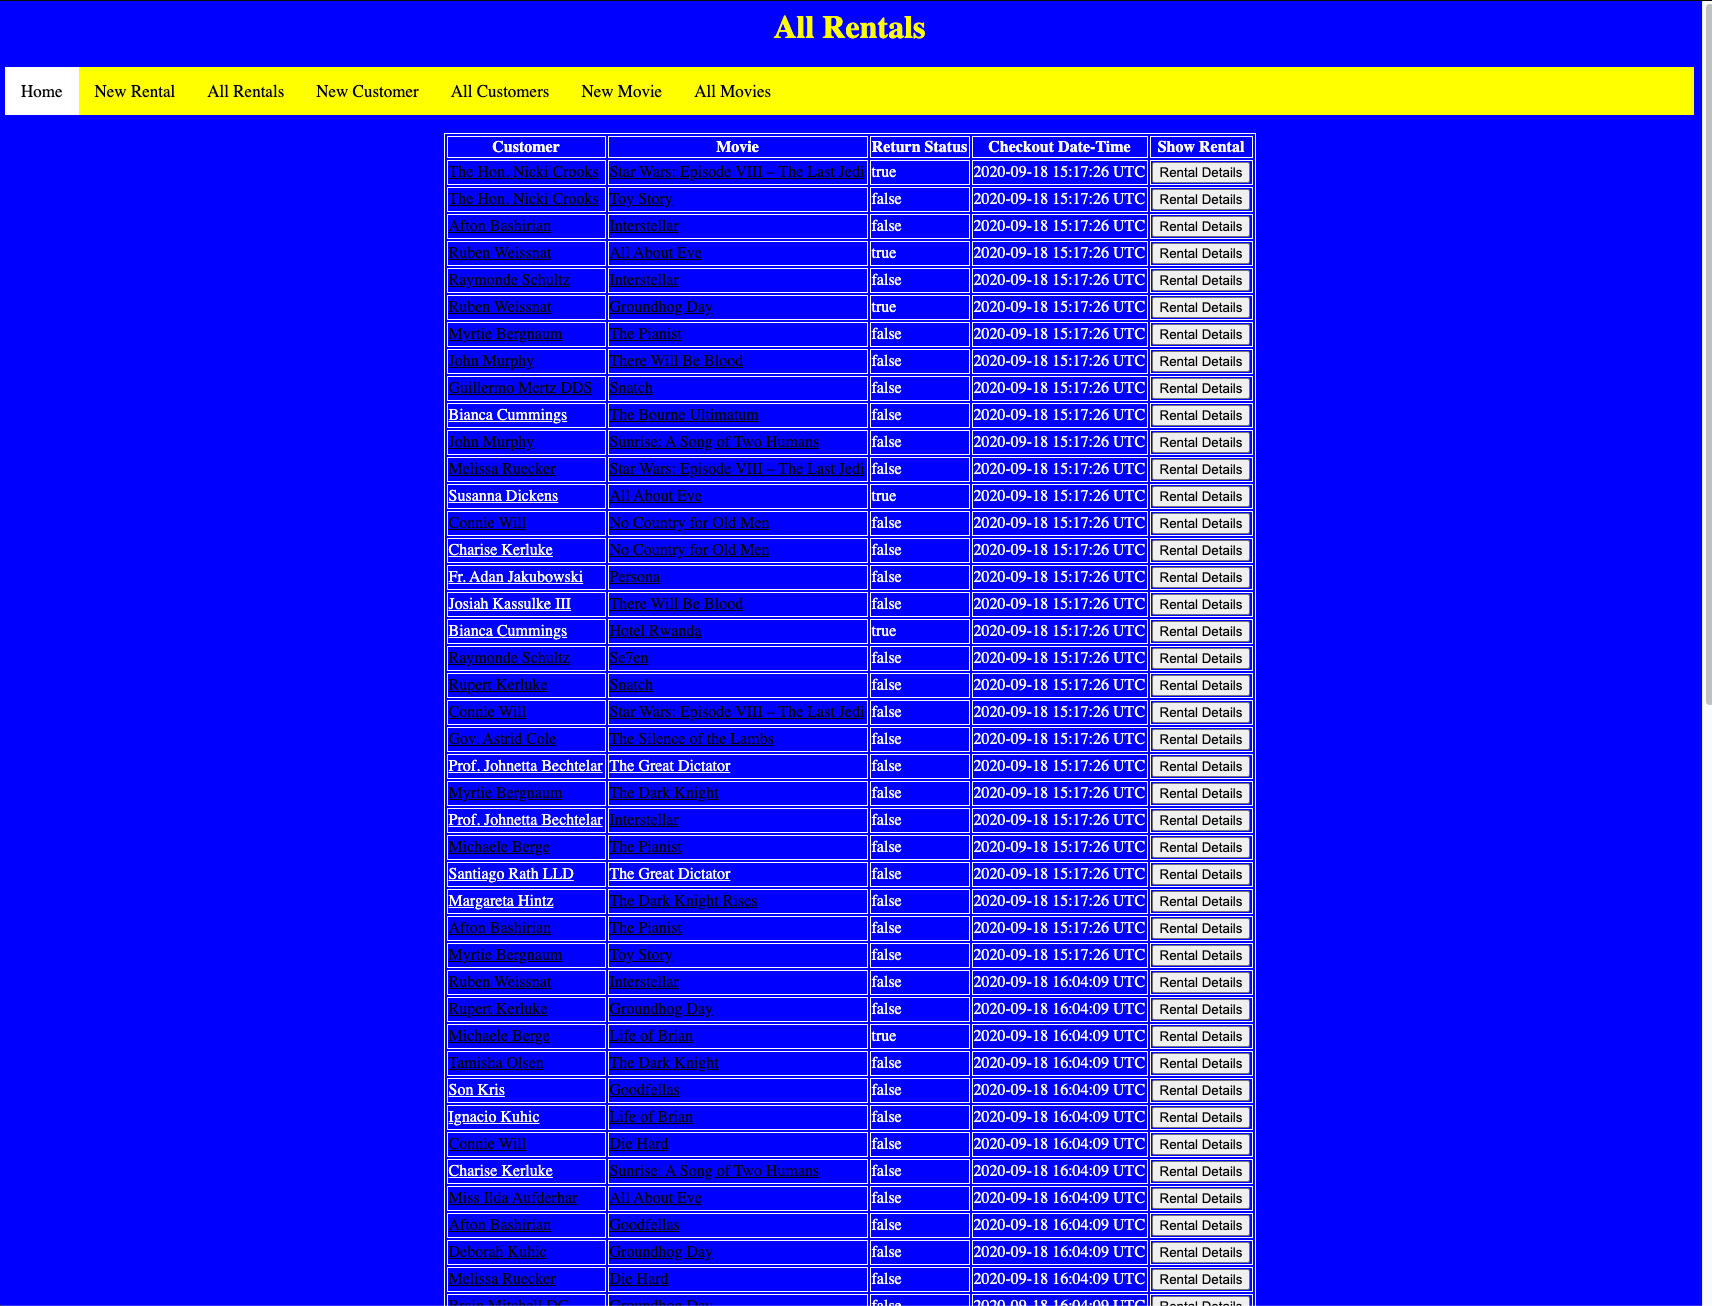 All Rentals
Home New Rental All Rentals New Customer All Customers New Movie All Movies
Customer Movie Return Status Checkout Date-Time Show Rental
The Hon. Nicki Crooks Star Wars: Episode VIII – The Last Jedi true 2020-09-18 15:17:26 UTC Rental Details
The Hon. Nicki Crooks Toy Story false 2020-09-18 15:17:26 UTC Rental Details
Afton Bashirian Interstellar false 2020-09-18 15:17:26 UTC Rental Details
Ruben Weissnat All About Eve true 2020-09-18 15:17:26 UTC Rental Details
Raymonde Schultz Interstellar false 2020-09-18 15:17:26 UTC Rental Details
Ruben Weissnat Groundhog Day true 2020-09-18 15:17:26 UTC Rental Details
Myrtie Bergnaum The Pianist false 2020-09-18 15:17:26 UTC Rental Details
John Murphy There Will Be Blood false 2020-09-18 15:17:26 UTC Rental Details
Guillermo Mertz DDS Snatch false 2020-09-18 15:17:26 UTC Rental Details
Bianca Cummings The Bourne Ultimatum false 2020-09-18 15:17:26 UTC Rental Details
John Murphy Sunrise: A Song of Two Humans false 2020-09-18 15:17:26 UTC Rental Details
Melissa Ruecker Star Wars: Episode VIII – The Last Jedi false 2020-09-18 15:17:26 UTC Rental Details
Susanna Dickens All About Eve true 2020-09-18 15:17:26 UTC Rental Details
Connie Will No Country for Old Men false 2020-09-18 15:17:26 UTC Rental Details
Charise Kerluke No Country for Old Men false 2020-09-18 15:17:26 UTC Rental Details
Fr. Adan Jakubowski Persona false 2020-09-18 15:17:26 UTC Rental Details
Josiah Kassulke III There Will Be Blood false 2020-09-18 15:17:26 UTC Rental Details
Bianca Cummings Hotel Rwanda true 2020-09-18 15:17:26 UTC Rental Details
Raymonde Schultz Se7en false 2020-09-18 15:17:26 UTC Rental Details
Rupert Kerluke Snatch false 2020-09-18 15:17:26 UTC Rental Details
Connie Will Star Wars: Episode VIII – The Last Jedi false 2020-09-18 15:17:26 UTC Rental Details
Gov. Astrid Cole The Silence of the Lambs false 2020-09-18 15:17:26 UTC Rental Details
Prof. Johnetta Bechtelar The Great Dictator false 2020-09-18 15:17:26 UTC Rental Details
Myrtie Bergnaum The Dark Knight false 2020-09-18 15:17:26 UTC Rental Details
Prof. Johnetta Bechtelar Interstellar false 2020-09-18 15:17:26 UTC Rental Details
Michaele Berge The Pianist false 2020-09-18 15:17:26 UTC Rental Details
Santiago Rath LLD The Great Dictator false 2020-09-18 15:17:26 UTC Rental Details
Margareta Hintz The Dark Knight Rises false 2020-09-18 15:17:26 UTC Rental Details
Afton Bashirian The Pianist false 2020-09-18 15:17:26 UTC Rental Details
Myrtie Bergnaum Toy Story false 2020-09-18 15:17:26 UTC Rental Details
Ruben Weissnat Interstellar false 2020-09-18 16:04:09 UTC Rental Details
Rupert Kerluke Groundhog Day false 2020-09-18 16:04:09 UTC Rental Details
Michaele Berge Life of Brian true 2020-09-18 16:04:09 UTC Rental Details
Tamisha Olsen The Dark Knight false 2020-09-18 16:04:09 UTC Rental Details
Son Kris Goodfellas false 2020-09-18 16:04:09 UTC Rental Details
Ignacio Kuhic Life of Brian false 2020-09-18 16:04:09 UTC Rental Details
Connie Will Die Hard false 2020-09-18 16:04:09 UTC Rental Details
Charise Kerluke Sunrise: A Song of Two Humans false 2020-09-18 16:04:09 UTC Rental Details
Miss Ilda Aufderhar All About Eve false 2020-09-18 16:04:09 UTC Rental Details
Afton Bashirian Goodfellas false 2020-09-18 16:04:09 UTC Rental Details
Deborah Kuhic Groundhog Day false 2020-09-18 16:04:09 UTC Rental Details
Melissa Ruecker Die Hard false 2020-09-18 16:04:09 UTC Rental Details
Mitchell DC Groundhog Day false 2020-09-18 16:04:09 UTC Rental Details